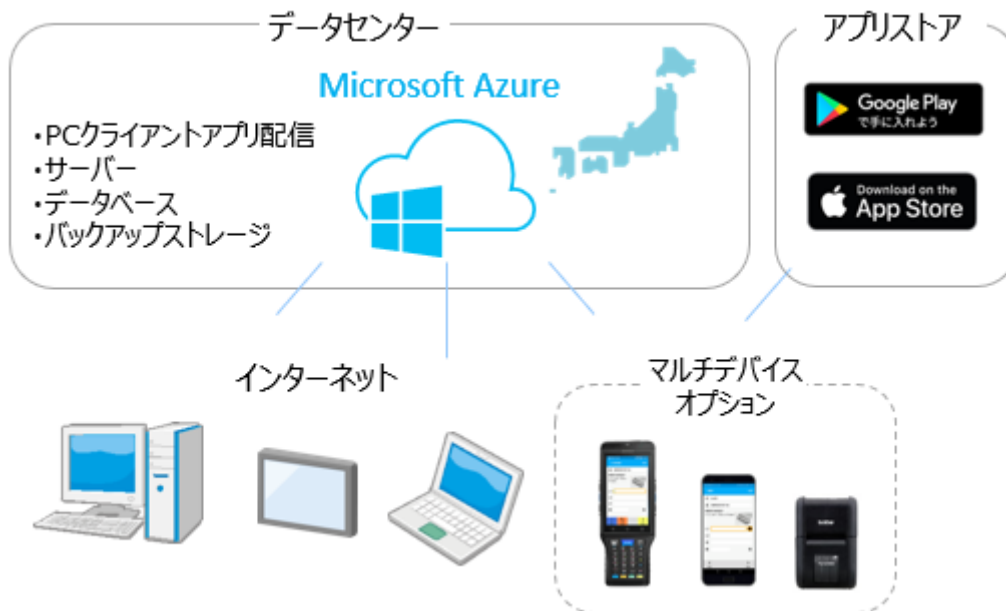 データセンター
Microsoft Azure
・PCクライアントアプリ配信
・サーバー
・データベース
・バックアップストレージ
アプリストア
Google Play
で手に入れよう
Download on the
App Store
インターネット
マルチデバイス
オプション
brother